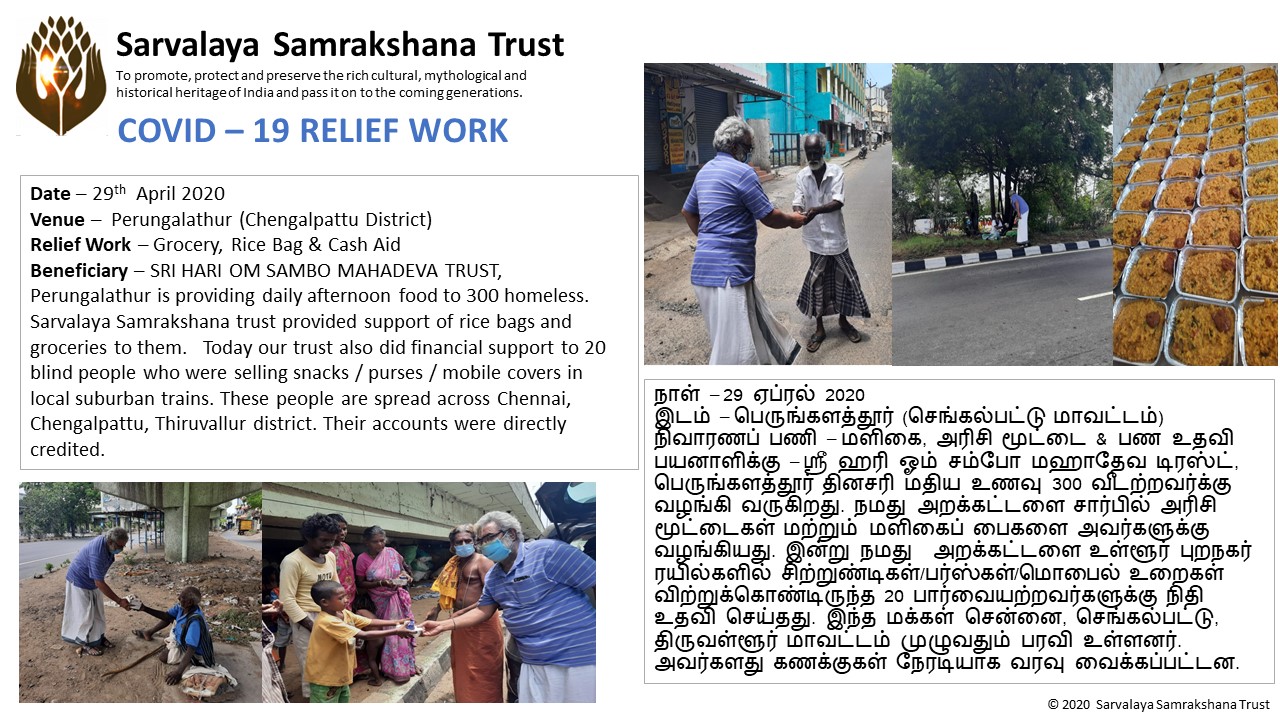 Sarvalaya Samrakshana Trust
To promote, protect and preserve the rich cultural, mythological and
historical heritage of India and pass it on to the coming generations.
COVID – 19 RELIEF WORK
Date – 29th April 2020
Venue – Perungalathur (Chengalpattu District)
Relief Work – Grocery, Rice Bag & Cash Aid
Beneficiary – SRI HARI OM SAMBO MAHADEVA TRUST,
Perungalathur is providing daily afternoon food to 300 homeless.
Sarvalaya Samrakshana trust provided support of rice bags and
groceries to them. Today our trust also did financial support to 20
blind people who were selling snacks / purses / mobile covers in
local suburban trains. These people are spread across Chennai,
Chengalpattu, Thiruvallur district. Their accounts were directly
credited.
நாள் – 29 ஏப்ரல் 2020
இடம் – பெருங்களத்தூர் (செங்கல்பட்டு மாவட்டம்)
நிவாரணப் பணி – மளிகை, அரிசி மூட்டை & பண உதவி
பயனாளிக்கு – ஸ்ரீ ஹரி ஓம் சம்போ மஹாதேவ டிரஸ்ட்,
பெருங்களத்தூர் தினசரி மதிய உணவு 300 வீடற்றவர்க்கு
வழங்கி வருகிறது. நமது அறக்கட்டளை சார்பில் அரிசி
மூட்டைகள் மற்றும் மளிகைப் பைகளை அவர்களுக்கு
வழங்கியது. இன்று நமது அறக்கட்டளை உள்ளூர் புறநகர்
ரயில்களில் சிற்றுண்டிகள்/பர்ஸ்கள்/மொபைல் உறைகள்
விற்றுக்கொண்டிருந்த 20 பார்வையற்றவர்களுக்கு நிதி
உதவி செய்தது. இந்த மக்கள் சென்னை, செங்கல்பட்டு,
திருவள்ளூர் மாவட்டம் முழுவதும் பரவி உள்ளனர்.
அவர்களது கணக்குகள் நேரடியாக வரவு வைக்கப்பட்டன.
© 2020 Sarvalaya Samrakshana Trust